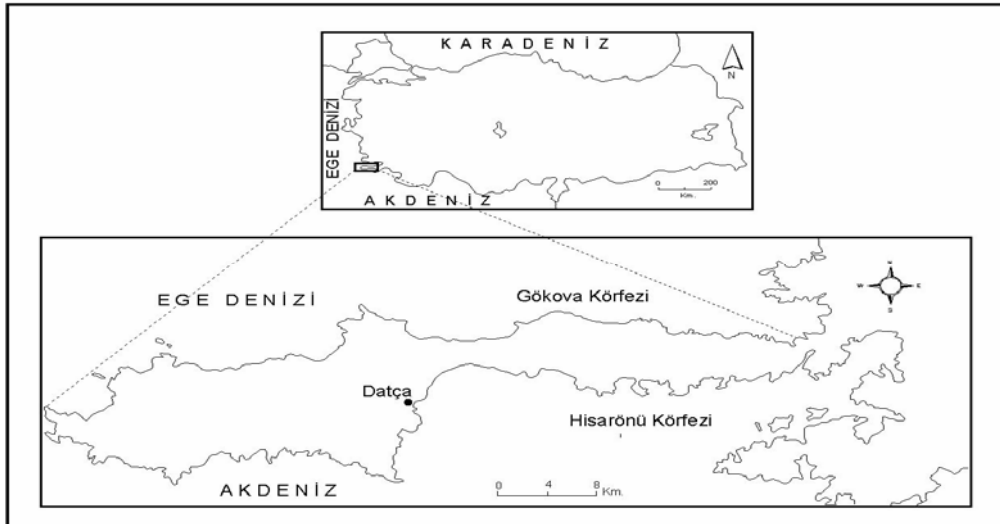 KARADENİZ
N
EGE DENİZİ
0 200
Km.
AKDENİZ
EGE DENİZİ
Gökova Körfezi
N
W E
S
Datça
Hisarönü Körfezi
AKDENİZ
0 4 8
Km.